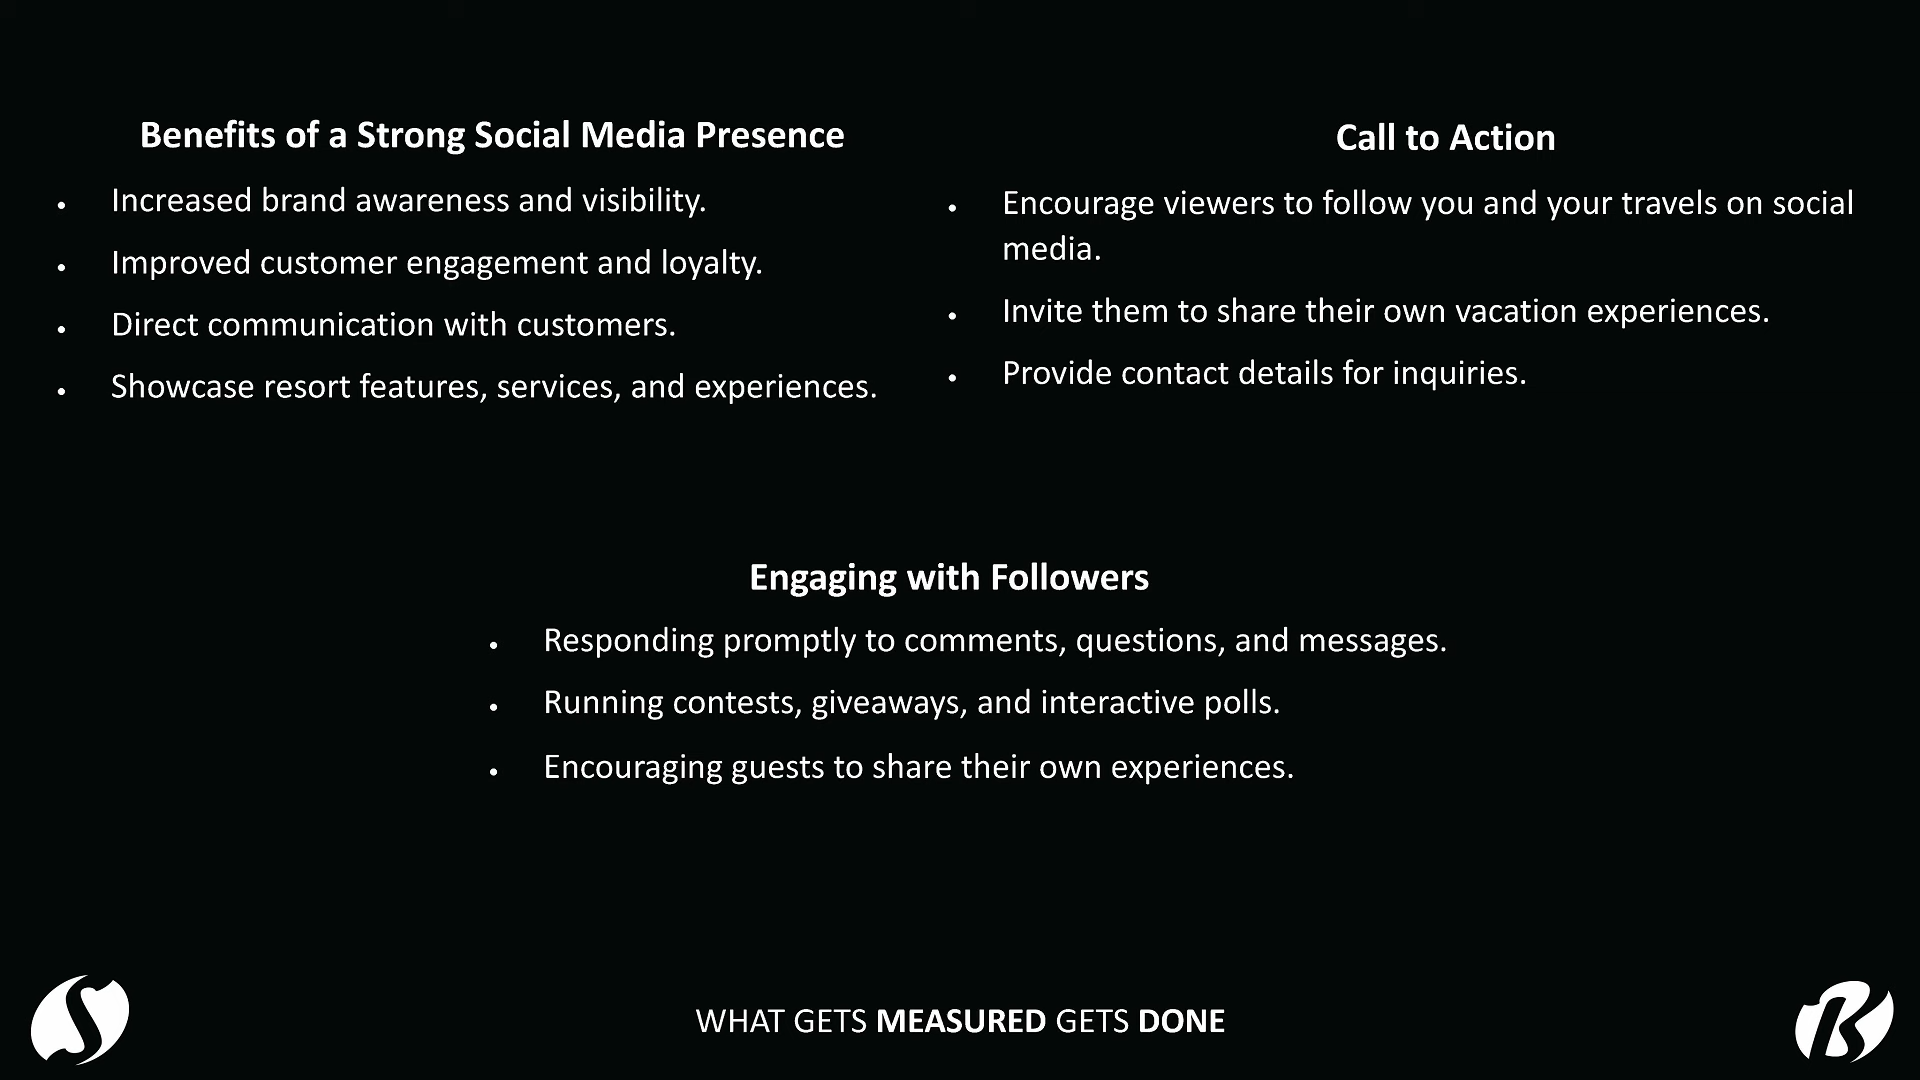 Benefits of a Strong Social Media Presence
• Increased brand awareness and visibility.
• Improved customer engagement and loyalty.
• Direct communication with customers.
• Showcase resort features, services, and experiences.
Call to Action
• Encourage viewers to follow you and your travels on social
media.
• Invite them to share their own vacation experiences.
• Provide contact details for inquiries.
Engaging with Followers
• Responding promptly to comments, questions, and messages.
• Running contests, giveaways, and interactive polls.
• Encouraging guests to share their own experiences.
S
WHAT GETS MEASURED GETS DONE
B